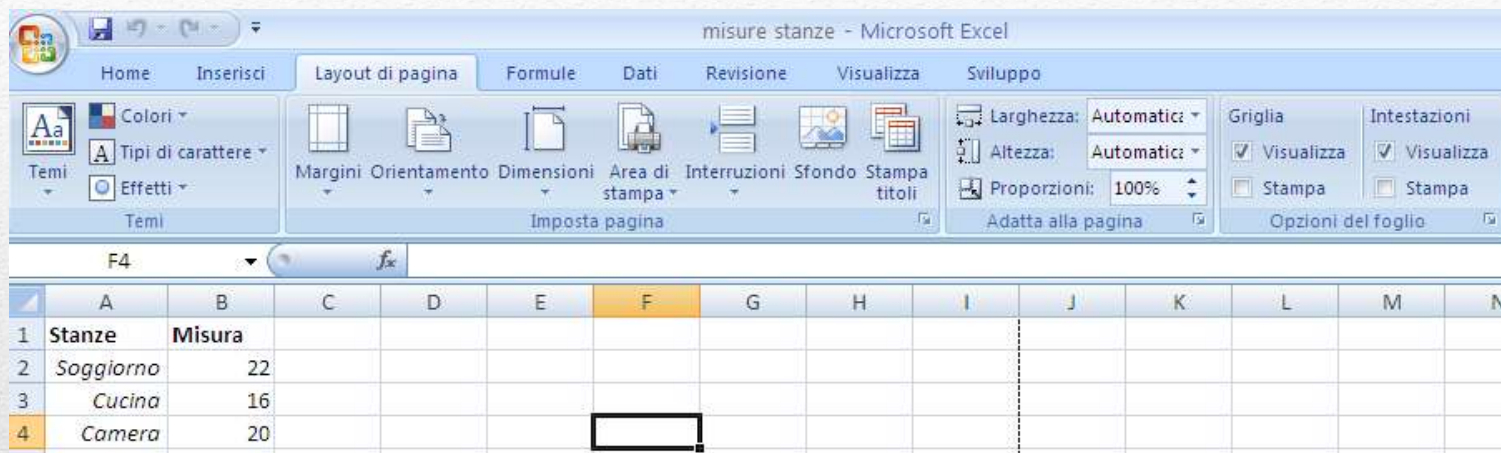 misure stanze - Microsoft Excel
Home Inserisci Layout di pagina Formule Dati Revisione Visualizza Sviluppo
Aa Temi
Colori
A Tipi di carattere
Effetti
Temi
Margini Orientamento Dimensioni Area di stampa Interruzioni Sfondo Stampa titoli
Imposta pagina
Larghezza: Automatica
Altezza: Automatica
Proporzioni: 100%
Adatta alla pagina
Griglia Intestazioni
Visualizza Visualizza
Stampa Stampa
Opzioni del foglio
F4 fx
A B C D E F G H I J K L M N
1 Stanze Misura
2 Soggiorno 22
3 Cucina 16
4 Camera 20